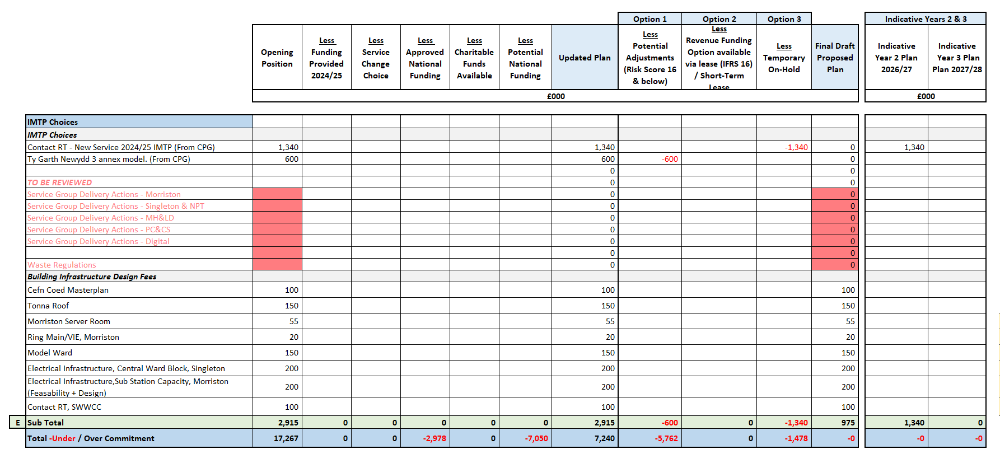 Option 1 Option 2 Option 3 Indicative Years 2 & 3
Opening Position Less Funding Provided 2024/25 Less Service Change Choice Less Approved National Funding Less Charitable Funds Available Less Potential National Funding Updated Plan Less Potential Adjustments (Risk Score 16 & below) Less Revenue Funding Option available via lease (IFRS 16) / Short-Term Lease Less Temporary On-Hold Final Draft Proposed Plan Indicative Year 2 Plan 2026/27 Indicative Year 3 Plan Plan 2027/28
£000 £000
IMTP Choices
IMTP Choices
Contact RT - New Service 2024/25 IMTP (From CPG) 1,340 1,340 -1,340 0 1,340
Ty Garth Newydd 3 annex model. (From CPG) 600 600 -600 0
0 0
TO BE REVIEWED 0 0
Service Group Delivery Actions - Morriston 0 0
Service Group Delivery Actions - Singleton & NPT 0 0
Service Group Delivery Actions - MH&LD 0 0
Service Group Delivery Actions - PC&CS 0 0
Service Group Delivery Actions - Digital 0 0
0 0
Waste Regulations 0 0
Building Infrastructure Design Fees
Cefn Coed Masterplan 100 100 100
Tonna Roof 150 150 150
Morriston Server Room 55 55 55
Ring Main/VIE, Morriston 20 20 20
Model Ward 150 150 150
Electrical Infrastructure, Central Ward Block, Singleton 200 200 200
Electrical Infrastructure,Sub Station Capacity, Morriston
(Feasability + Design) 200 200 200
Contact RT, SWWCC 100 100 100
E Sub Total 2,915 0 0 0 0 0 2,915 -600 0 -1,340 975 1,340 0
Total -Under / Over Commitment 17,267 0 0 -2,978 0 -7,050 7,240 -5,762 0 -1,478 -0 -0 -0